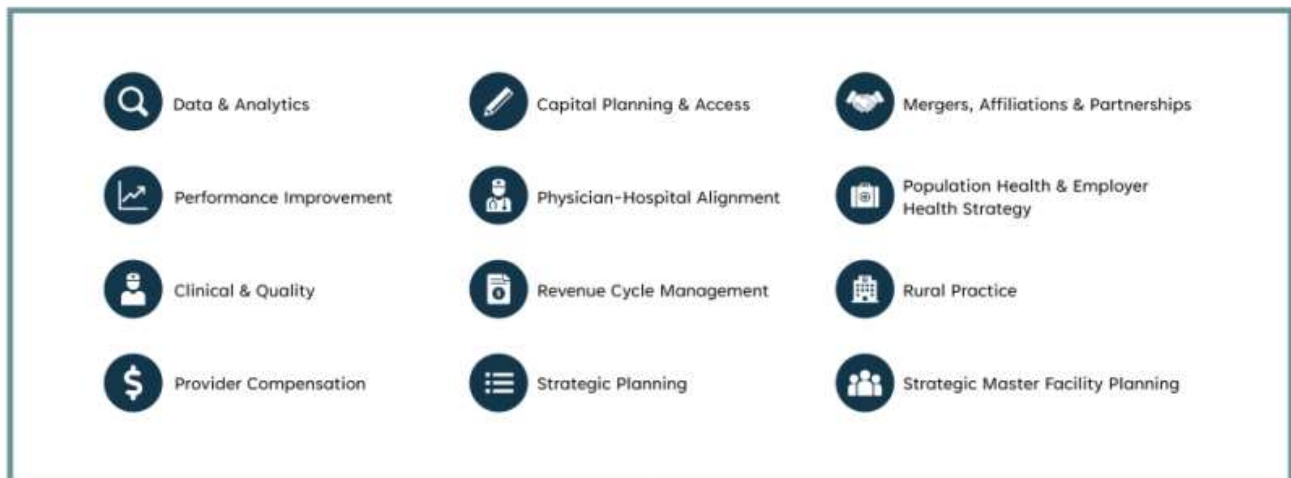 Data & Analytics
Capital Planning & Access
Mergers, Affiliations & Partnerships
Performance Improvement
Physician-Hospital Alignment
Population Health & Employer
Health Strategy
Clinical & Quality
Revenue Cycle Management
Rural Practice
$ Provider Compensation
Strategic Planning
Strategic Master Facility Planning